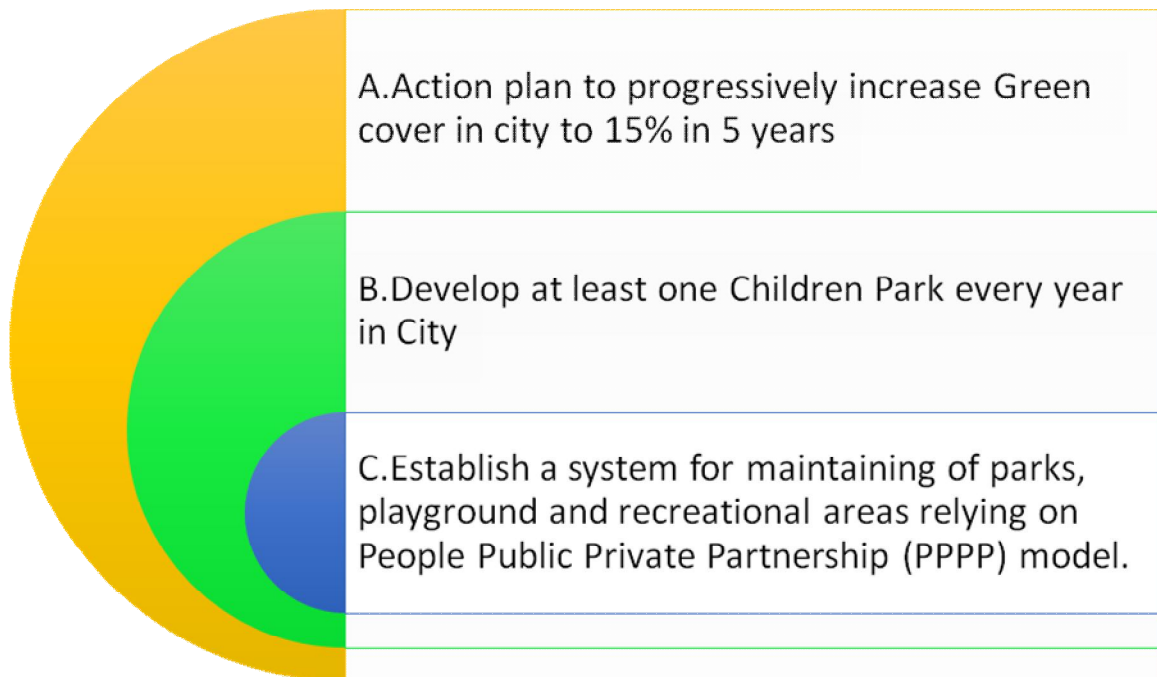 A.Action plan to progressively increase Green
cover in city to 15% in 5 years
B.Develop at least one Children Park every year
in City
C.Establish a system for maintaining of parks,
playground and recreational areas relying on
People Public Private Partnership (PPPP) model.